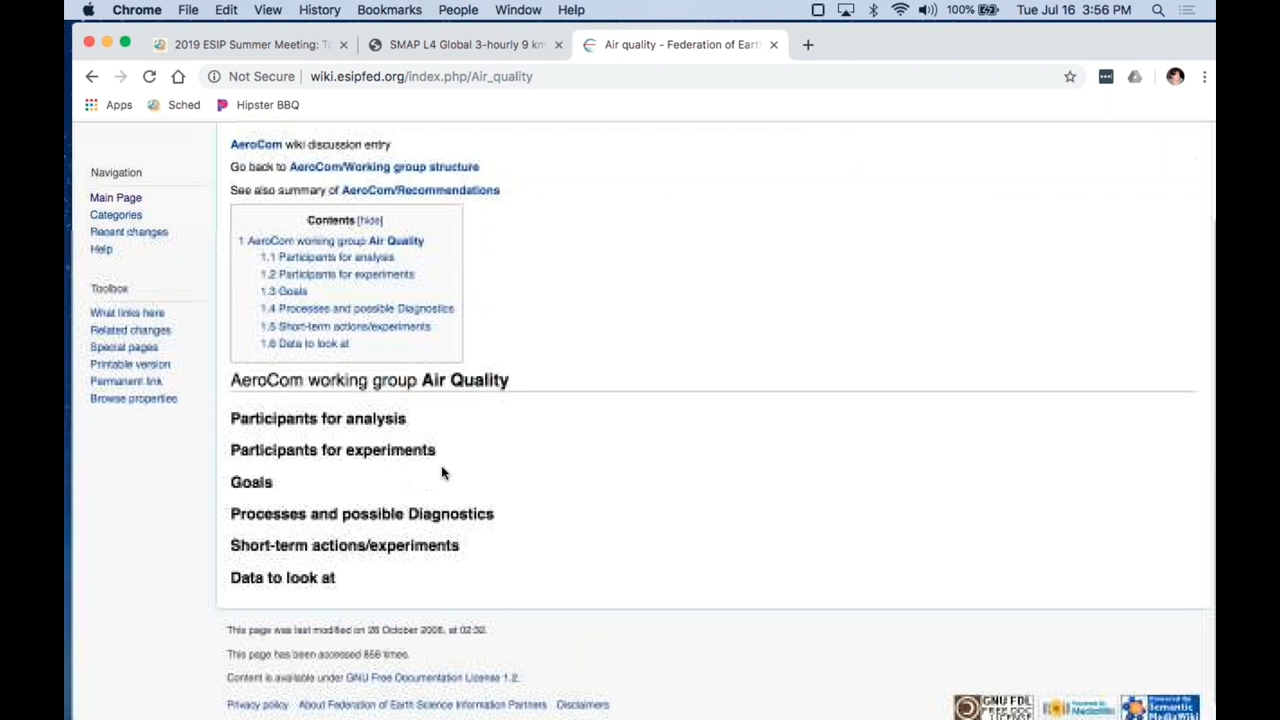 Chrome File Edit View History Bookmarks People Window Help 100% Tue Jul 16 3:56 PM
2019 ESIP Summer Meeting: SMAP L4 Global 3-hourly 9 km Air quality - Federation of Eart
Not Secure wiki.esipfed.org/index.php/Air_quality
Apps Sched Hipster BBQ
AeroCom wiki discussion entry
Go back to AeroCom/Working group structure
See also summary of AeroCom/Recommendations
Navigation
Main Page
Categories
Recent changes
Help
Toolbox
What links here
Related changes
Special pages
Printable version
Permanent link
Browse properties
Contents [hide]
1 AeroCom working group Air Quality
1.1 Participants for analysis
1.2 Participants for experiments
1.3 Goals
1.4 Processes and possible Diagnostics
1.5 Short-term actions/experiments
1.6 Data to look at
AeroCom working group Air Quality
Participants for analysis
Participants for experiments
Goals
Processes and possible Diagnostics
Short-term actions/experiments
Data to look at
This page was last modified on October at 02:32.
This page has been accessed times.
Content is available under GNU Free Documentation License 1.2.
Privacy policy About Federation of Earth Science Information Partners Disclaimers
GNU FDL
MediaWiki
Semantic